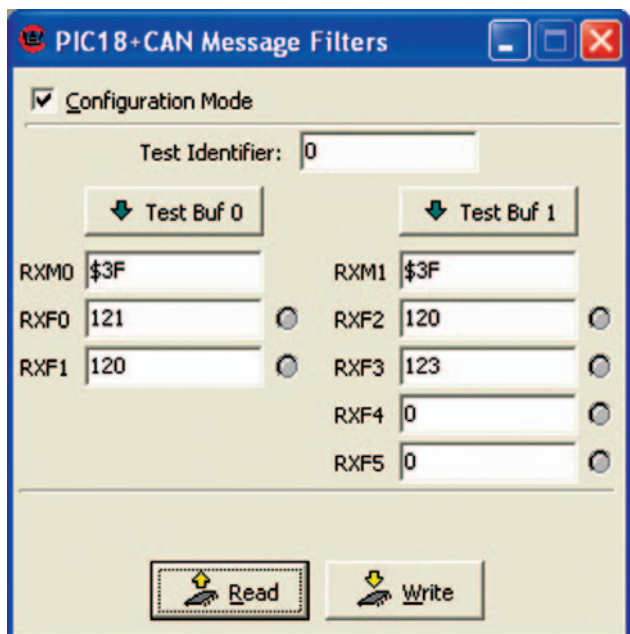 PIC18+CAN Message Filters
Configuration Mode
Test Identifier: 0
Test Buf 0 Test Buf 1
RXM0 $3F RXM1 $3F
RXF0 121 RXF2 120
RXF1 120 RXF3 123
RXF4 0
RXF5 0
Read Write